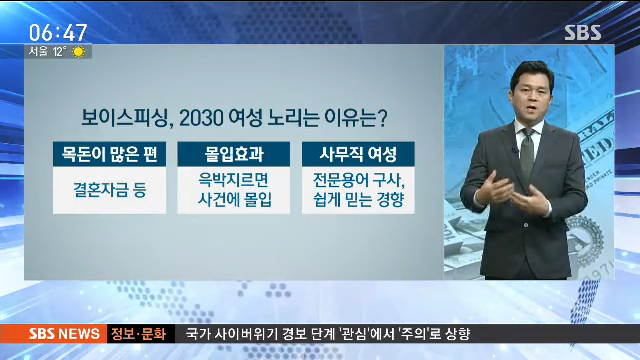 06:47
서울 12°
SBS
보이스피싱, 2030 여성 노리는 이유는?
목돈이 많은 편
결혼자금 등
몰입효과
윽박지르면
사건에 몰입
사무직 여성
전문용어 구사,
쉽게 믿는 경향
SBS NEWS 정보·문화 국가 사이버위기 경보 단계 '관심'에서 '주의'로 상향